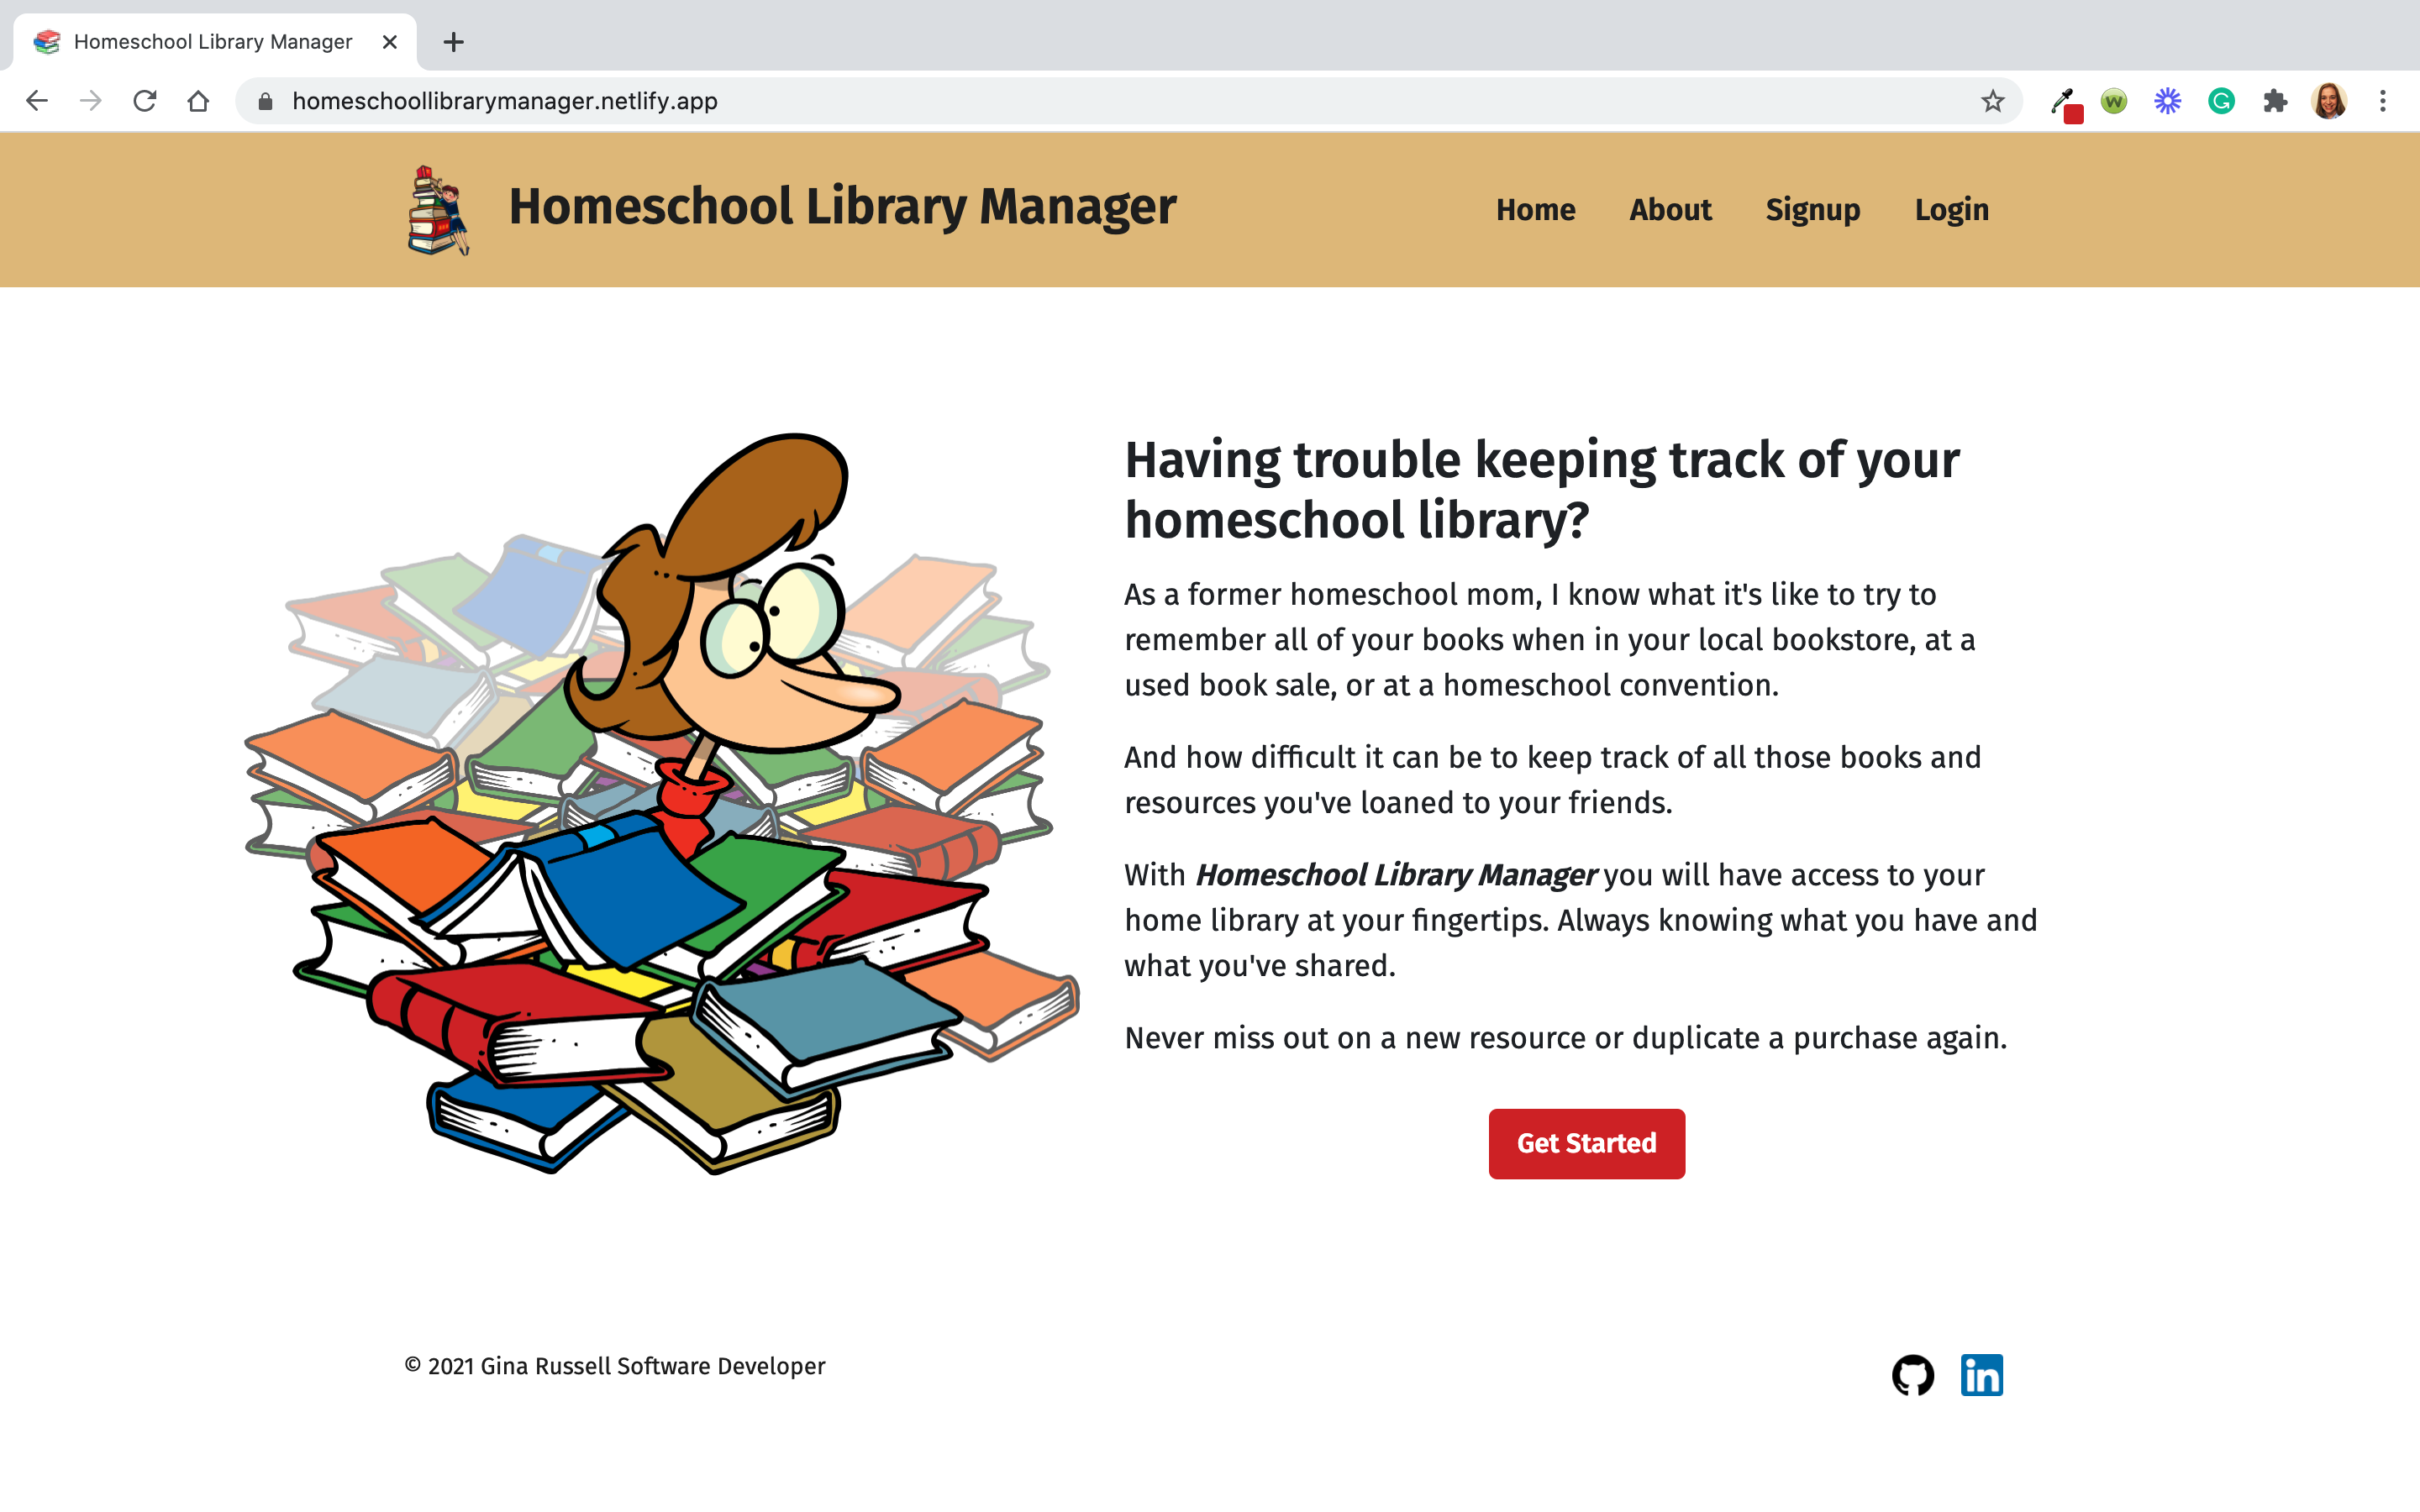 Homeschool Library Manager
homeschoollibrarymanager.netlify.app
Homeschool Library Manager
Home About Signup Login
Having trouble keeping track of your
homeschool library?
As a former homeschool mom, I know what it's like to try to
remember all of your books when in your local bookstore, at a
used book sale, or at a homeschool convention.
And how difficult it can be to keep track of all those books and
resources you've loaned to your friends.
With Homeschool Library Manager you will have access to your
home library at your fingertips. Always knowing what you have and
what you've shared.
Never miss out on a new resource or duplicate a purchase again.
Get Started
© 2021 Gina Russell Software Developer
in